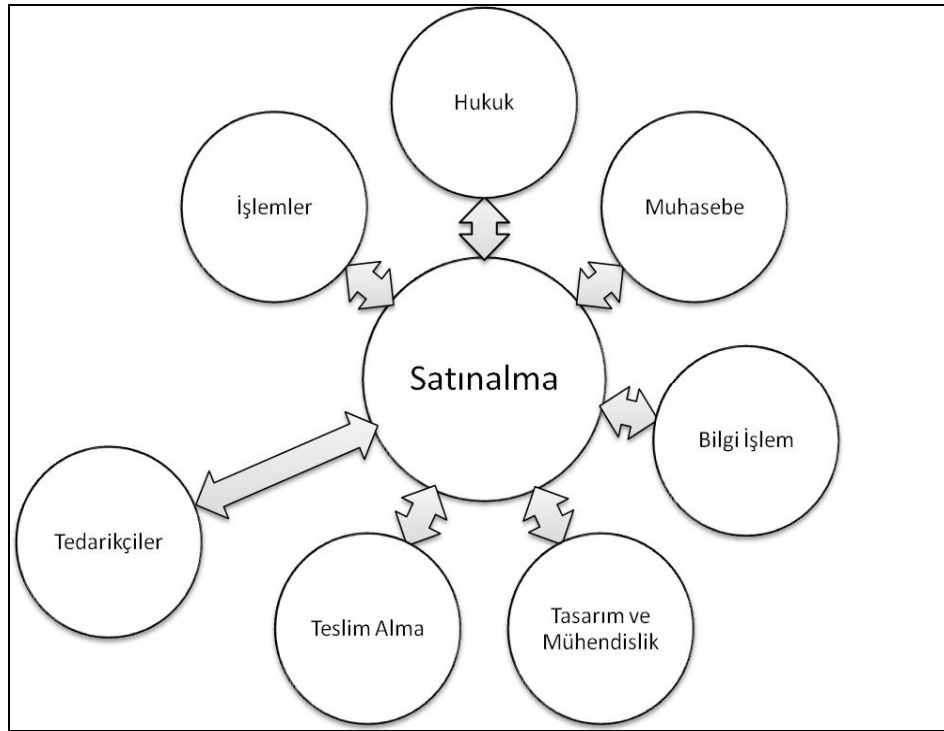 Hukuk
İşlemler
Muhasebe
Satınalma
Bilgi İşlem
Tedarikçiler
Teslim Alma
Tasarım ve
Mühendislik